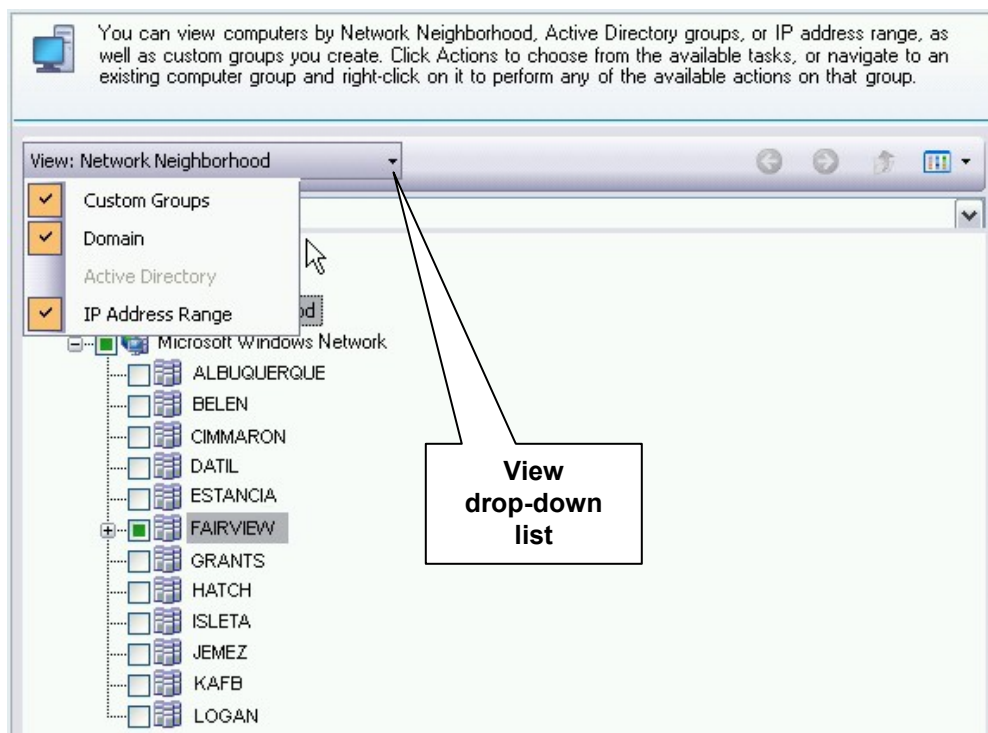 You can view computers by Network Neighborhood, Active Directory groups, or IP address range, as
well as custom groups you create. Click Actions to choose from the available tasks, or navigate to an
existing computer group and right-click on it to perform any of the available actions on that group.
View: Network Neighborhood
Custom Groups
Domain
Active Directory
IP Address Range
od
Microsoft Windows Network
ALBUQUERQUE
BELEN
CIMMARON
DATIL
ESTANCIA
FAIRVIEW
GRANTS
HATCH
ISLETA
JEMEZ
KAFB
LOGAN
View
drop-down
list